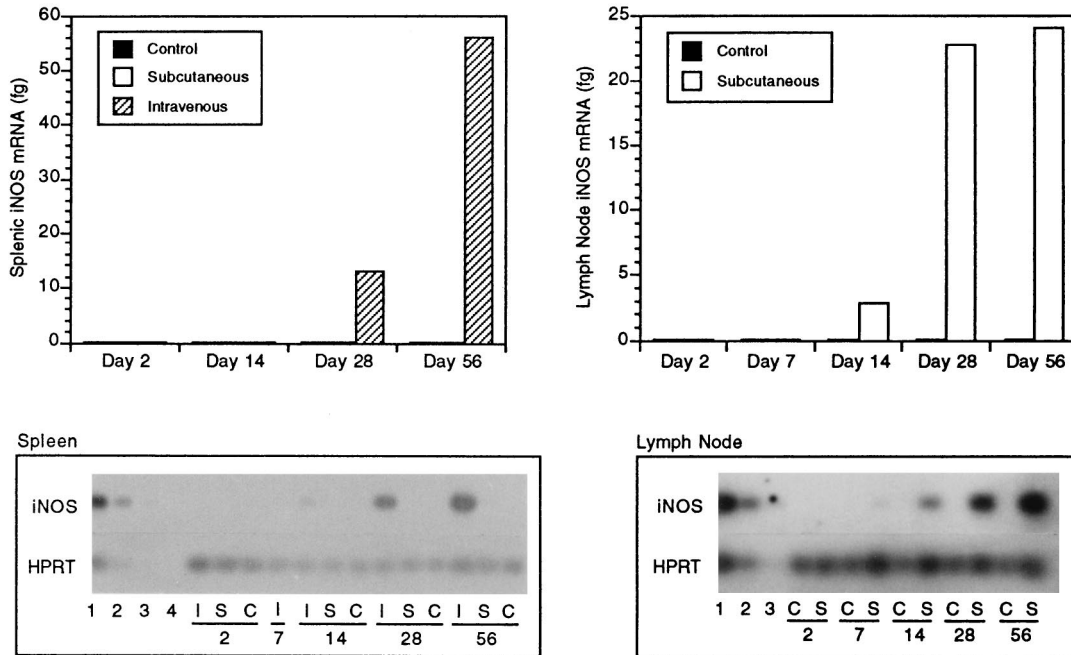 Splenic iNOS mRNA (fg)
60
50
40
30
20
10
0
Control
Subcutaneous
Intravenous
Day 2 Day 14 Day 28 Day 56
Lymph Node iNOS mRNA (fg)
25
20
15
10
5
0
Control
Subcutaneous
Day 2 Day 7 Day 14 Day 28 Day 56
Spleen
iNOS
HPRT
1 2 3 4 I S C I I S C I S C I S C
2 7 14 28 56
Lymph Node
iNOS
HPRT
1 2 3 C S C S C S C S C S
2 7 14 28 56